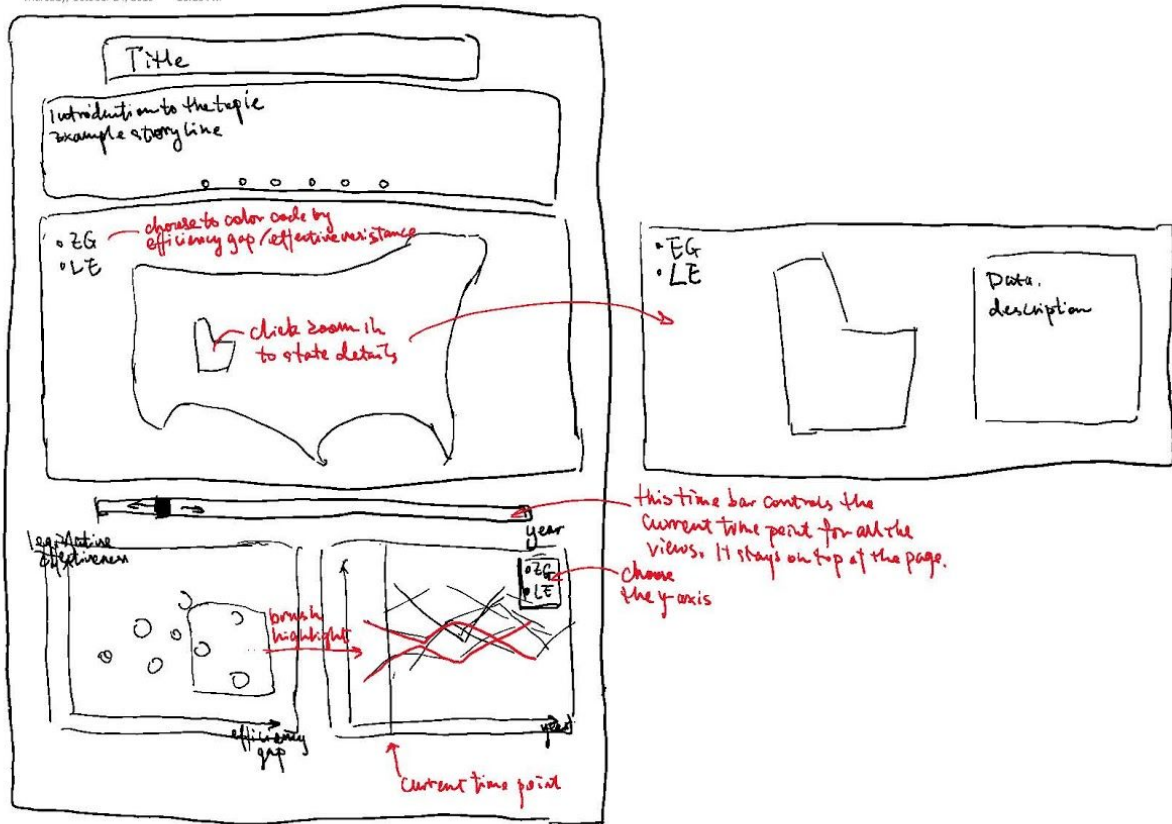 Title
Introduction to the topic
Example storyline
• EG
• LE
choose to color code by
efficiency gap / effective resistance
click zoom in
to state details
• EG
• LE
Data
description
year
this time bar controls the
current time point for all the
views. It stays on top of the page.
legislative
effectiveness
brush
highlight
• EG
• LE
choose
the y-axis
efficiency
gap
year
current time point